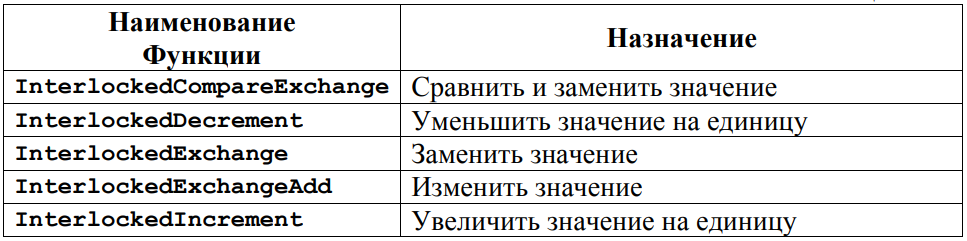 Наименование
Функции
Назначение
InterlockedCompareExchange Сравнить и заменить значение
InterlockedDecrement Уменьшить значение на единицу
InterlockedExchange Заменить значение
InterlockedExchangeAdd Изменить значение
InterlockedIncrement Увеличить значение на единицу